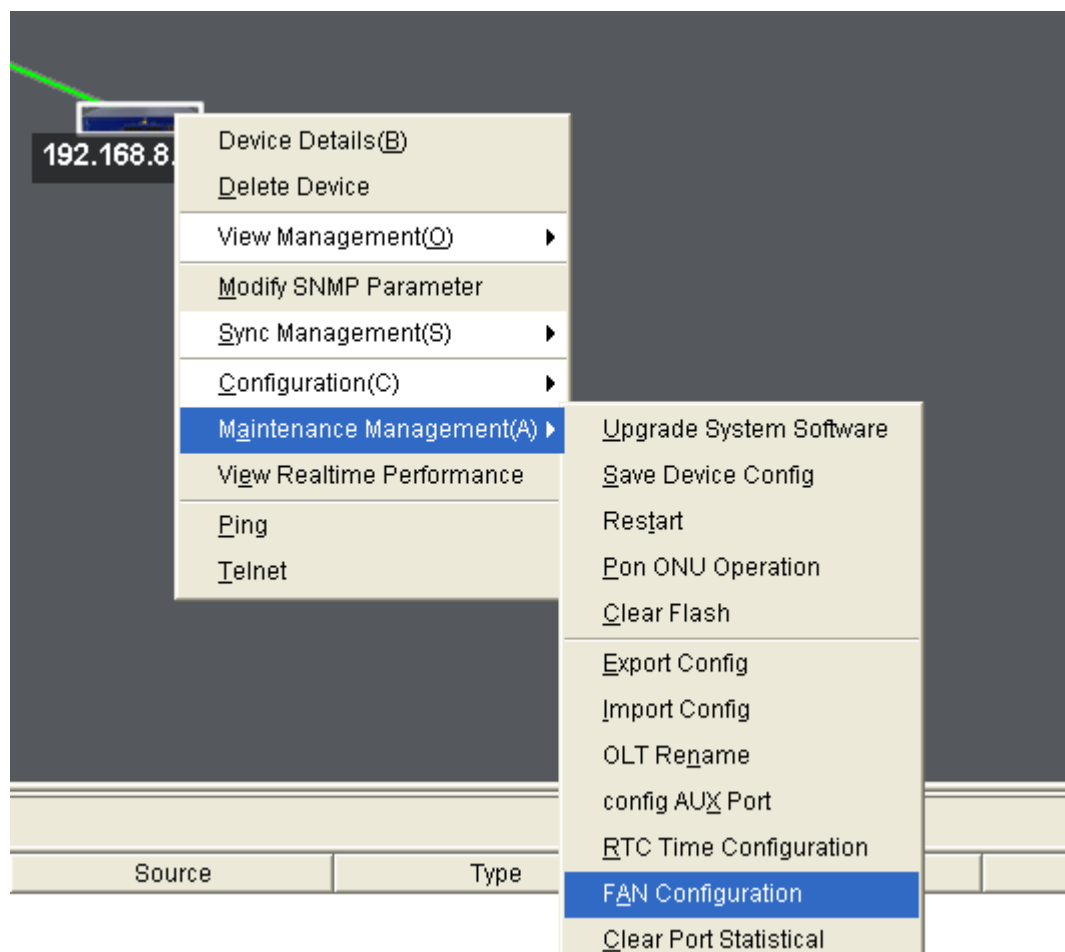 192.168.8.
Device Details(B)
Delete Device
View Management(O)
Modify SNMP Parameter
Sync Management(S)
Configuration(C)
Maintenance Management(A)
View Realtime Performance
Ping
Telnet
Upgrade System Software
Save Device Config
Restart
Pon ONU Operation
Clear Flash
Export Config
Import Config
OLT Rename
config AUX Port
RTC Time Configuration
FAN Configuration
Clear Port Statistical
Source Type